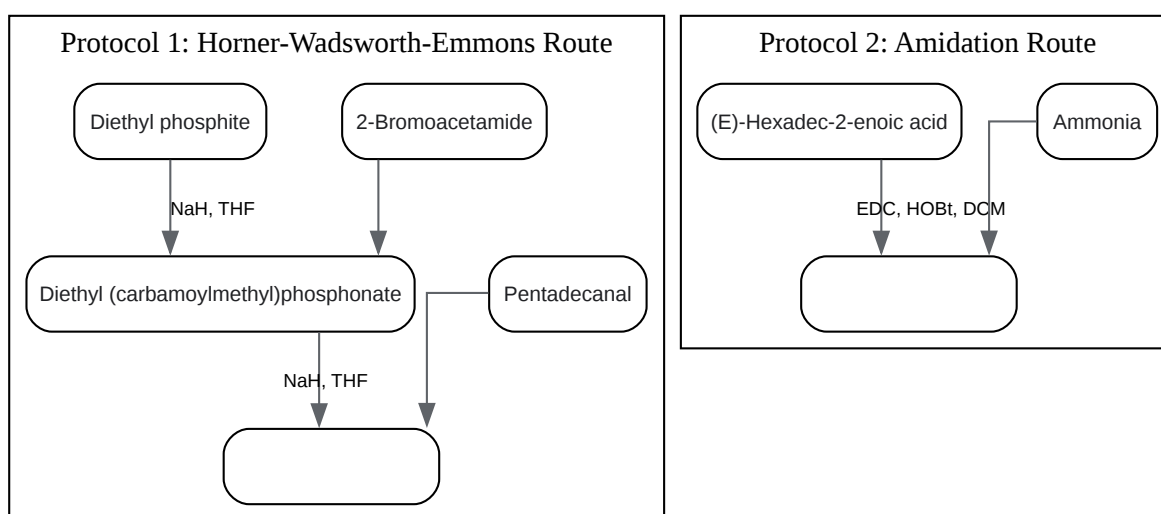 Protocol 1: Horner-Wadsworth-Emmons Route
Diethyl phosphite
2-Bromoacetamide
NaH, THF
Diethyl (carbamoylmethyl)phosphonate
Pentadecanal
NaH, THF
Protocol 2: Amidation Route
(E)-Hexadec-2-enoic acid
Ammonia
EDC, HOBt, DCM